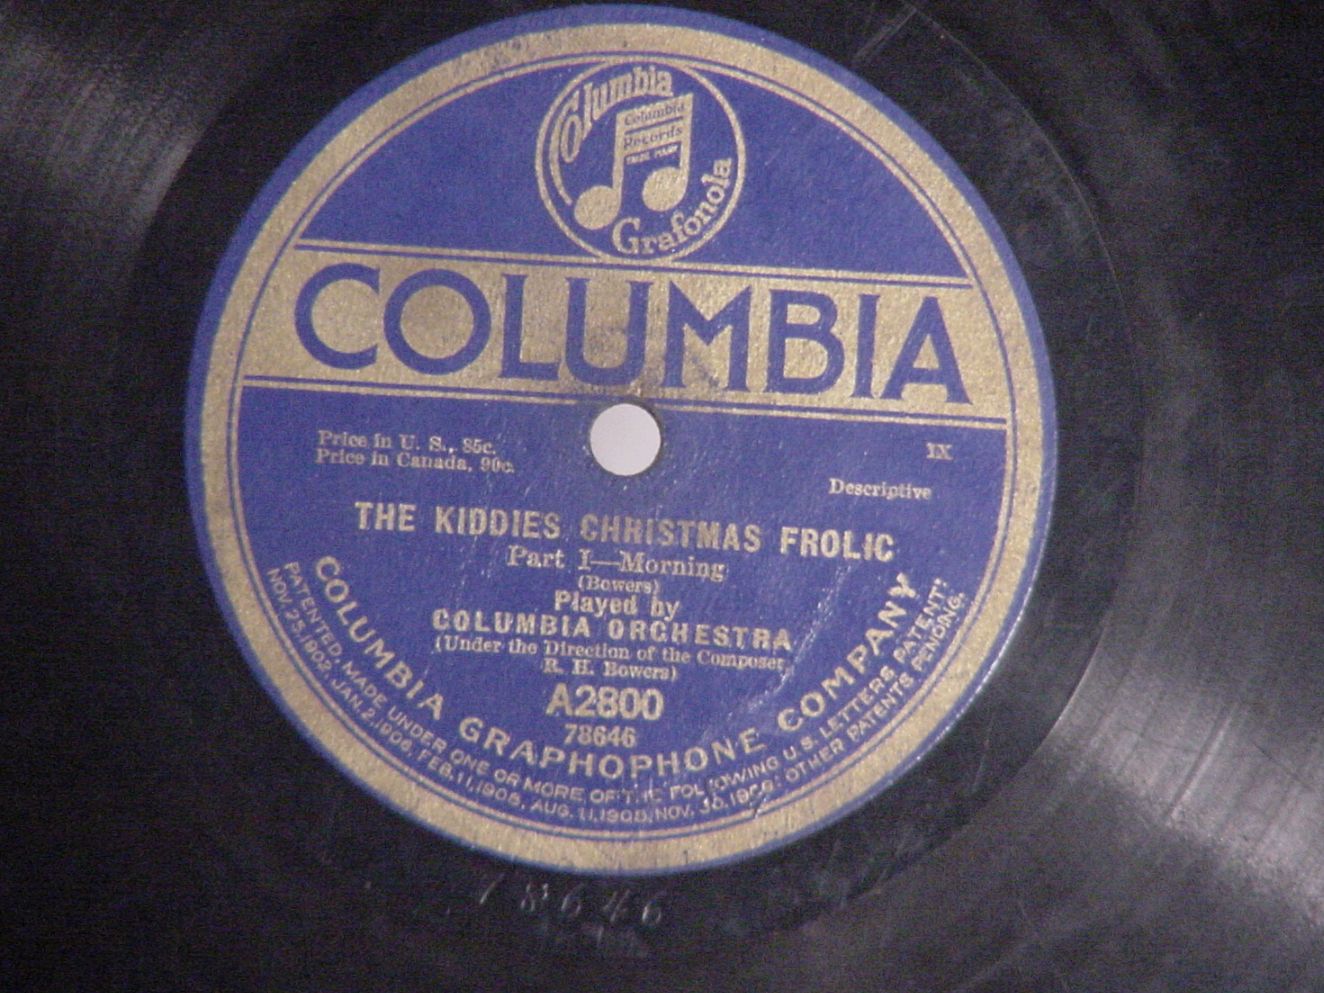 Columbia
Columbia
Records
TRADE MARK
Grafonola
COLUMBIA
Price in U. S., 85c.
Price in Canada, 90c.
IX
Descriptive
THE KIDDIES CHRISTMAS FROLIC
Part I—Morning
(Bowers)
Played by
COLUMBIA ORCHESTRA
(Under the Direction of the Composer,
R. H. Bowers)
A2800
78646
COLUMBIA GRAPHOPHONE COMPANY
PATENTED, MADE UNDER ONE OR MORE OF THE FOLLOWING U.S. LETTERS, PATENT:
NOV. 25, 1902, JAN. 2, 1906, FEB. 11, 1908, AUG. 11, 1908, NOV. 30, OTHER PATENTS PENDING.
78646